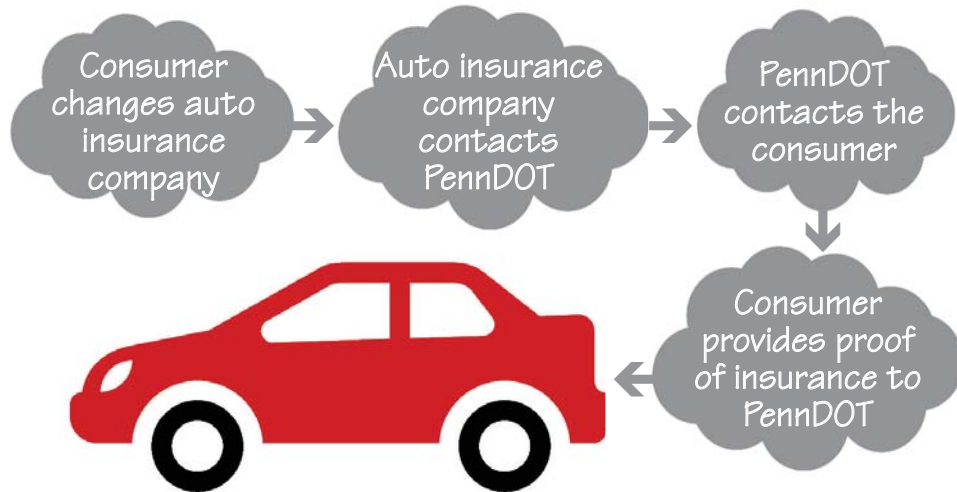 Consumer
changes auto
insurance
company
Auto insurance
company
contacts
PennDOT
PennDOT
contacts the
consumer
Consumer
provides proof
of insurance to
PennDOT